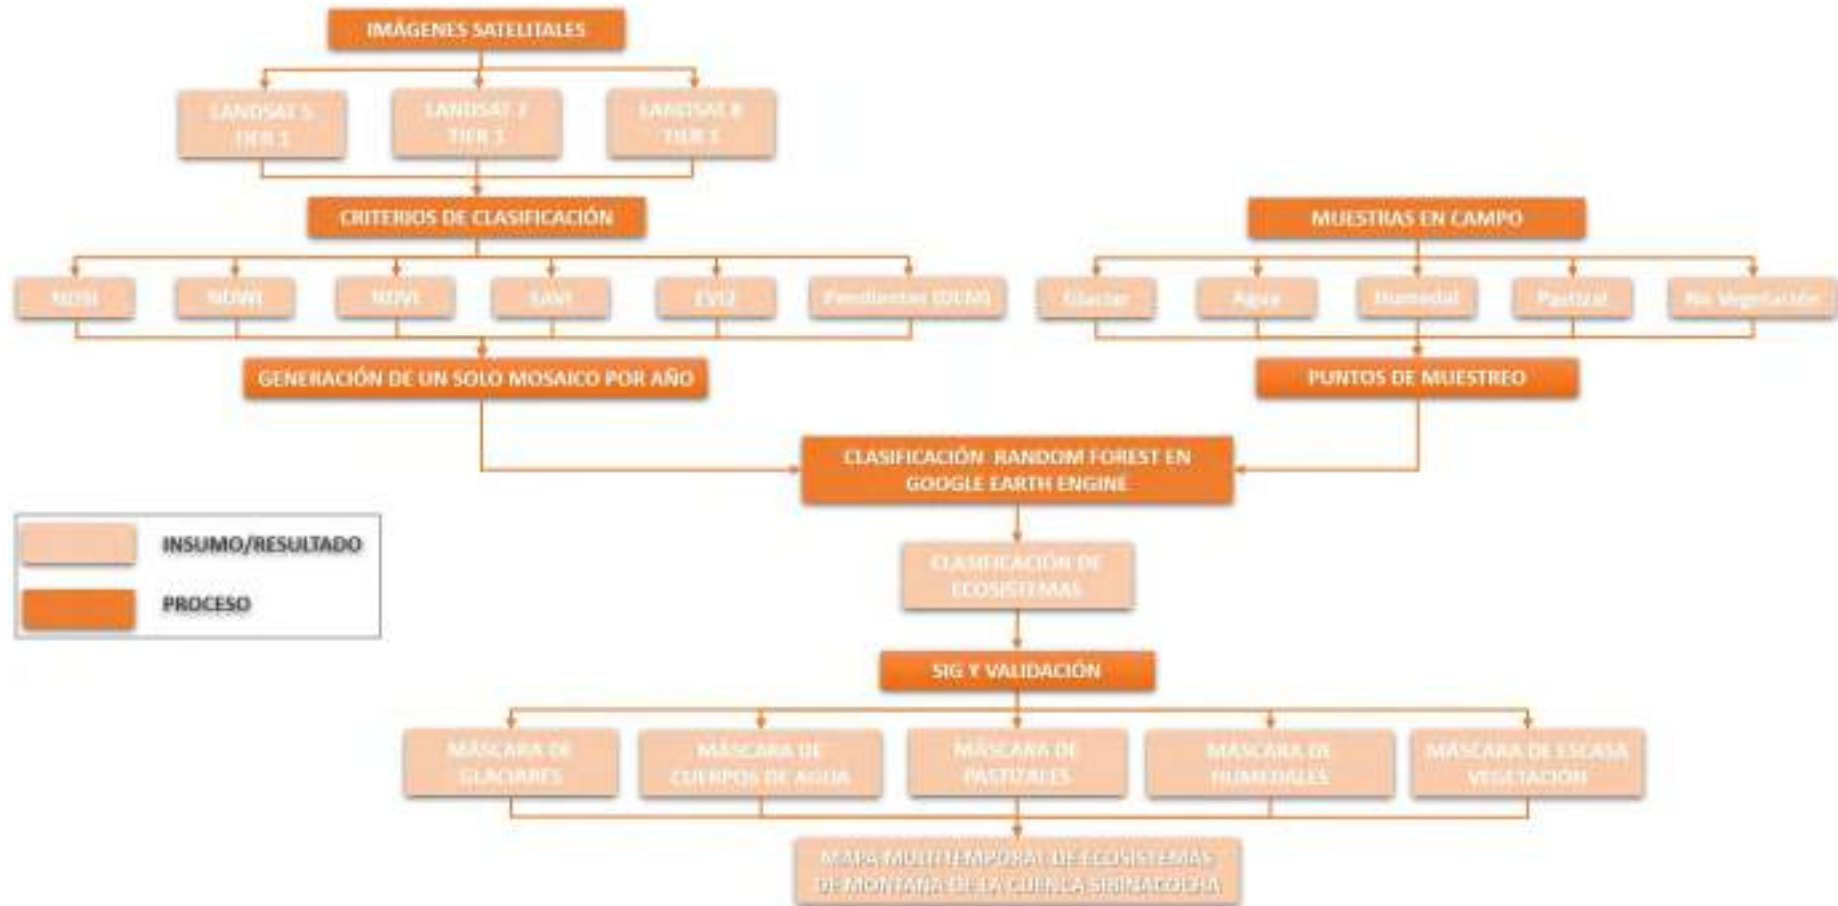 IMÁGENES SATELITALES
LANDSAT 5
TIER 1
LANDSAT 7
TIER 1
LANDSAT 8
TIER 1
CRITERIOS DE CLASIFICACIÓN
MUESTRAS EN CAMPO
NDSI
NDWI
NDVI
SAVI
EVI2
Pendientes (DEM)
Glaciar
Agua
Humedal
Pastizal
No Vegetación
GENERACIÓN DE UN SOLO MOSAICO POR AÑO
PUNTOS DE MUESTREO
CLASIFICACIÓN RANDOM FOREST EN
GOOGLE EARTH ENGINE
INSUMO/RESULTADO
PROCESO
CLASIFICACIÓN DE
ECOSISTEMAS
SIG Y VALIDACIÓN
MÁSCARA DE
GLACIARES
MÁSCARA DE
CUERPOS DE AGUA
MÁSCARA DE
PASTIZALES
MÁSCARA DE
HUMEDALES
MÁSCARA DE ESCASA
VEGETACIÓN
MAPA MULTITEMPORAL DE ECOSISTEMAS
DE MONTAÑA DE LA CUENCA SIBINACOCHA